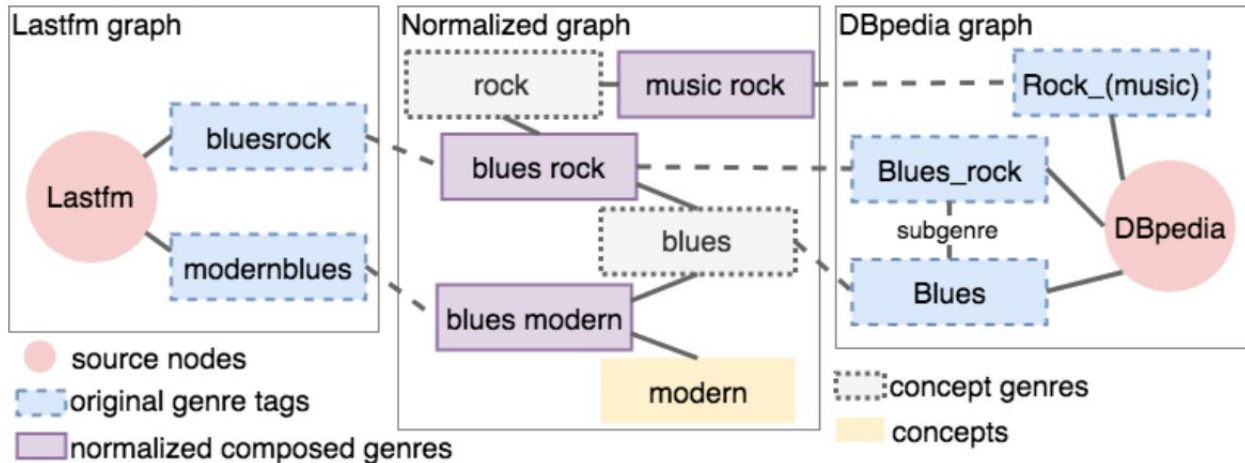 Lastfm graph
Lastfm
bluesrock
modernblues
Normalized graph
rock
music rock
blues rock
blues
blues modern
modern
DBpedia graph
Rock_(music)
Blues_rock
subgenre
Blues
DBpedia
source nodes
original genre tags
normalized composed genres
concept genres
concepts